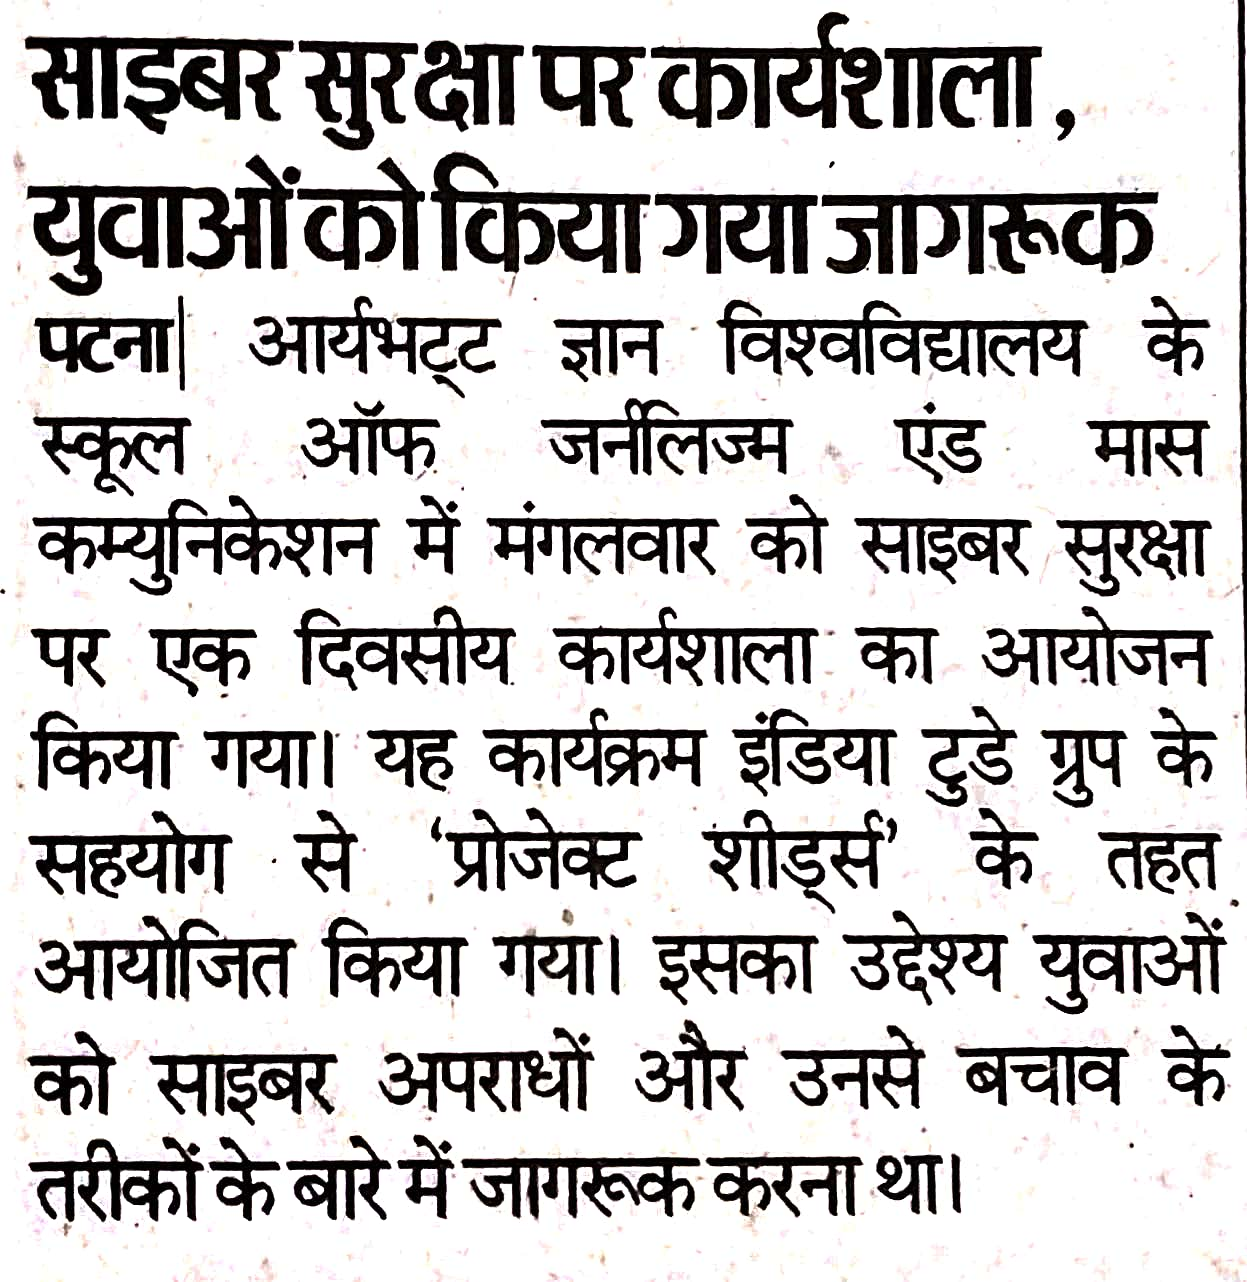 साइबर सुरक्षा पर कार्यशाला,
युवाओं को किया गया जागरूक
पटना| आर्यभट्ट ज्ञान विश्वविद्यालय के
स्कूल ऑफ जर्नलिज्म एंड मास
कम्युनिकेशन में मंगलवार को साइबर सुरक्षा
पर एक दिवसीय कार्यशाला का आयोजन
किया गया। यह कार्यक्रम इंडिया टुडे ग्रुप के
सहयोग से ‘प्रोजेक्ट शीर्ड्स’ के तहत
आयोजित किया गया। इसका उद्देश्य युवाओं
को साइबर अपराधों और उनसे बचाव के
तरीकों के बारे में जागरूक करना था।